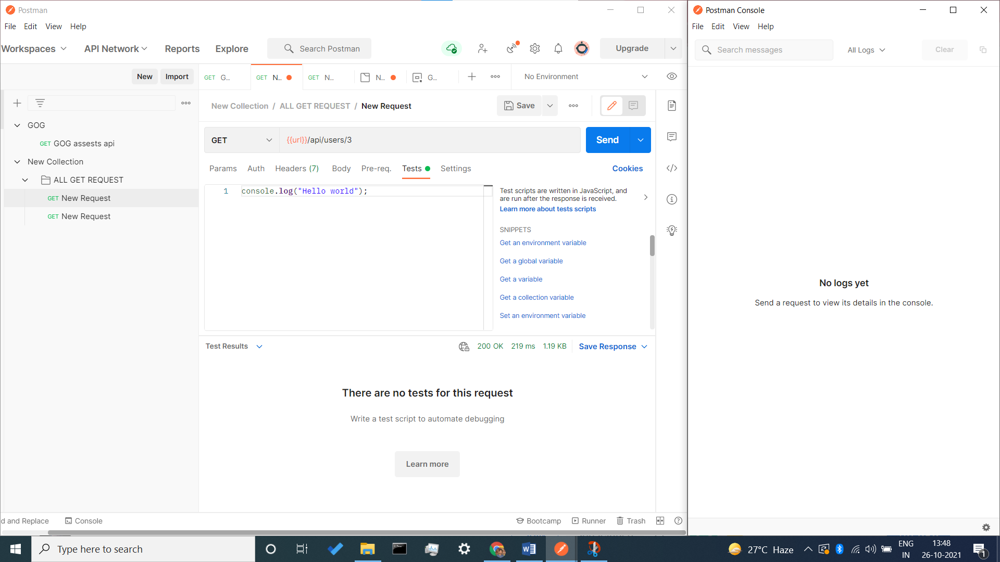 Postman
File Edit View Help
Workspaces API Network Reports Explore Search Postman Upgrade
New Import
GET G.. GET N.. GET N.. N.. G.. No Environment
GOG
GET GOG assests api
New Collection
ALL GET REQUEST
GET New Request
GET New Request
New Collection / ALL GET REQUEST / New Request Save
GET {{url}}/api/users/3 Send
Params Auth Headers (7) Body Pre-req. Tests Settings Cookies
1 console.log("Hello world");
Test scripts are written in JavaScript, and
are run after the response is received.
Learn more about tests scripts
SNIPPETS
Get an environment variable
Get a global variable
Get a variable
Get a collection variable
Set an environment variable
Test Results 200 OK 219 ms 1.19 KB Save Response
There are no tests for this request
Write a test script to automate debugging
Learn more
d and Replace Console Bootcamp Runner Trash
Postman Console
File Edit View Help
Search messages All Logs Clear
No logs yet
Send a request to view its details in the console.
Type here to search
27°C Haze
ENG
IN
13:48
26-10-2021
1